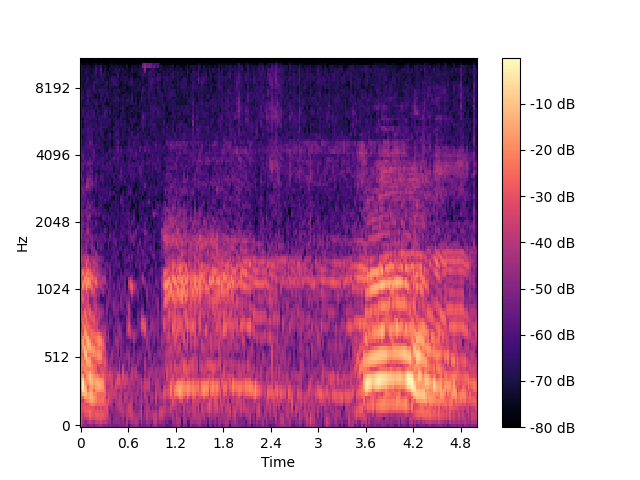 8192
4096
2048
1024
512
0
Hz
0 0.6 1.2 1.8 2.4 3 3.6 4.2 4.8
Time
-10 dB
-20 dB
-30 dB
-40 dB
-50 dB
-60 dB
-70 dB
-80 dB